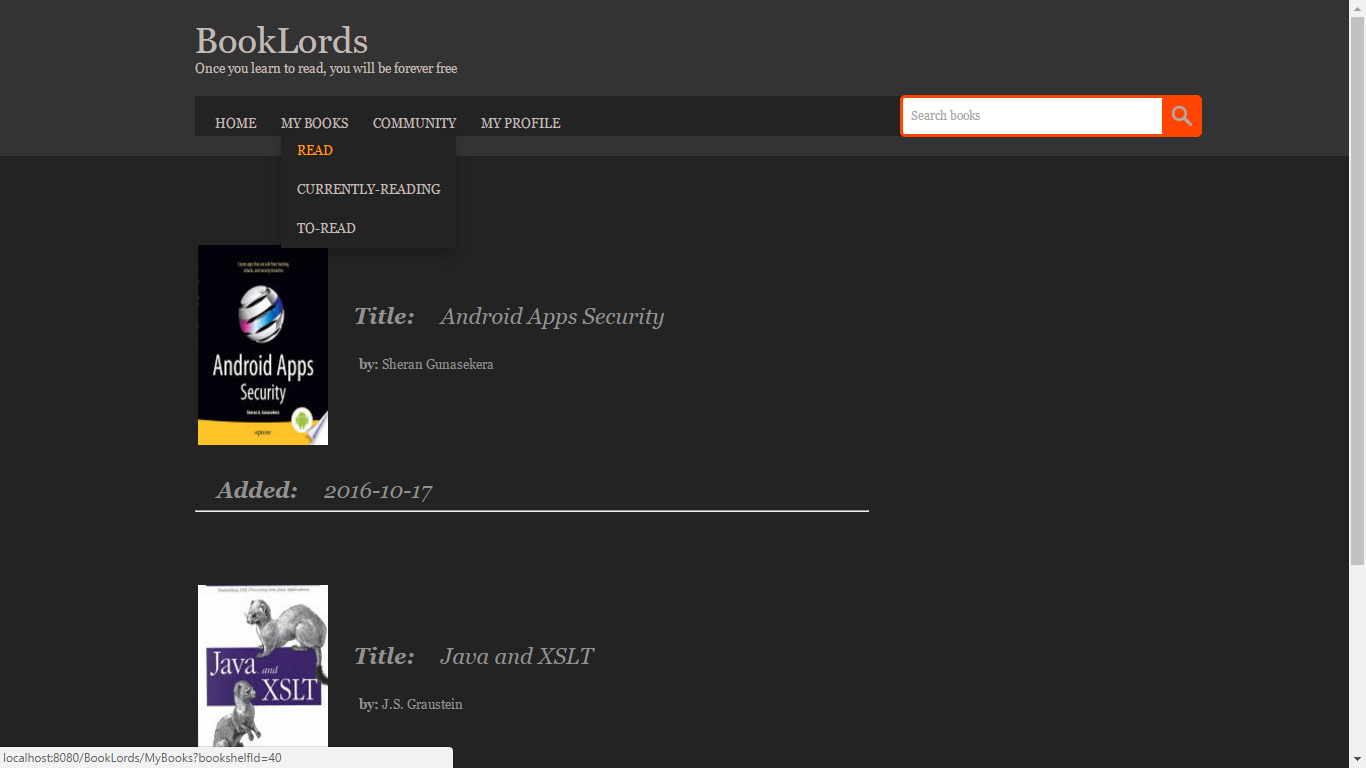 BookLords
Once you learn to read, you will be forever free
HOME MY BOOKS COMMUNITY MY PROFILE
Search books
READ
CURRENTLY-READING
TO-READ
Android Apps
Security
Sheran A. Gunasekera
apress
Title: Android Apps Security
by: Sheran Gunasekera
Added: 2016-10-17
Java and
XSLT
Title: Java and XSLT
by: J.S. Graustein
localhost:8080/BookLords/MyBooks?bookshelfId=40